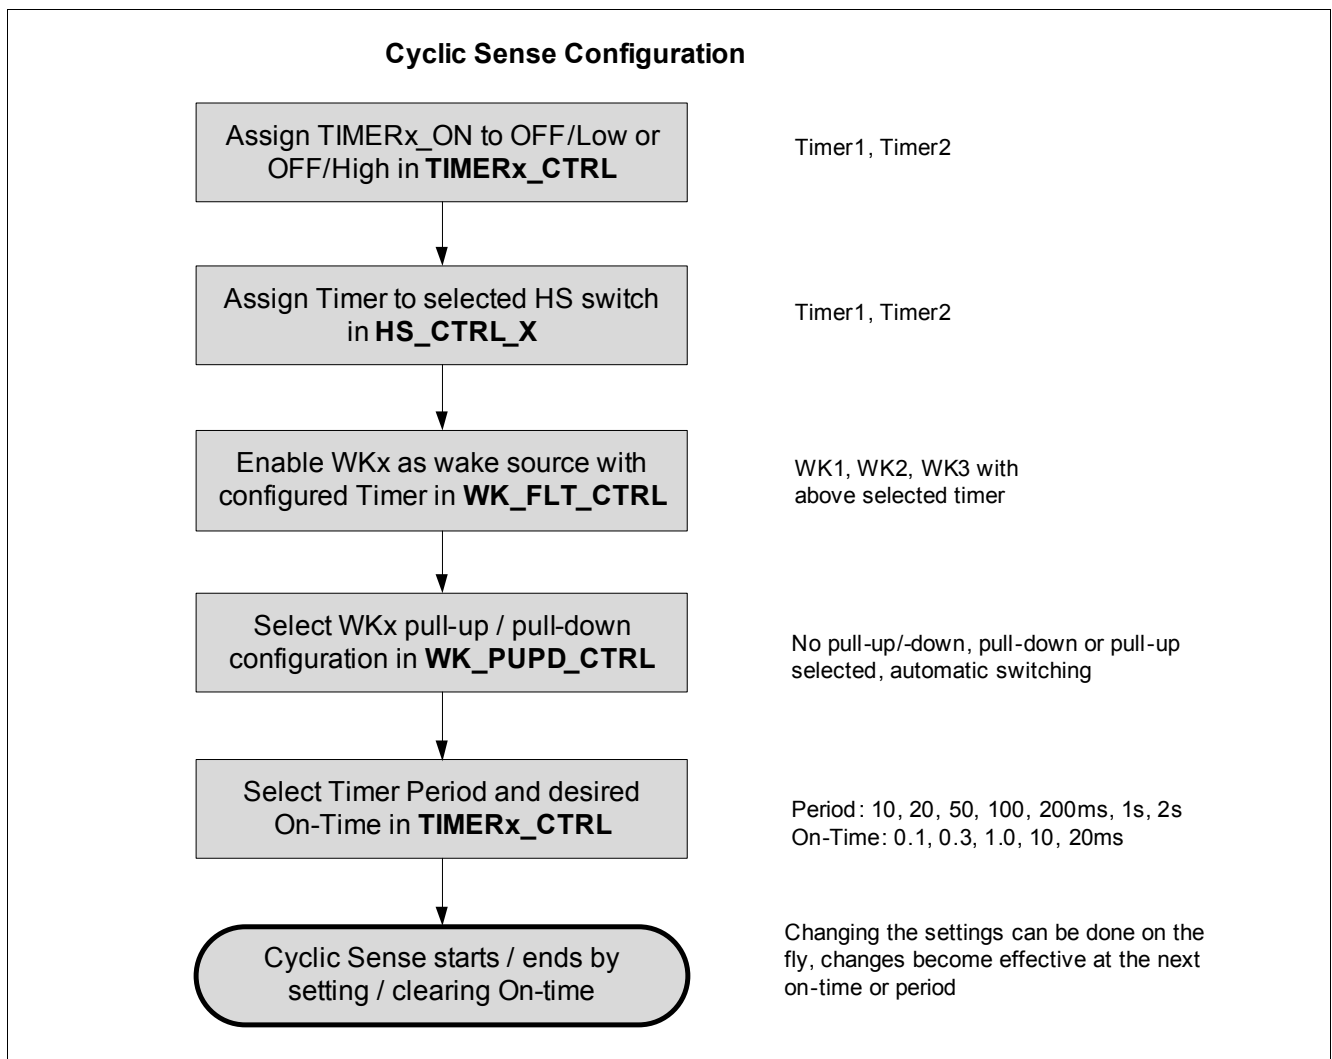 Cyclic Sense Configuration
Assign TIMERx_ON to OFF/Low or
OFF/High in TIMERx_CTRL
Timer1, Timer2
Assign Timer to selected HS switch
in HS_CTRL_X
Timer1, Timer2
Enable WKx as wake source with
configured Timer in WK_FLT_CTRL
WK1, WK2, WK3 with
above selected timer
Select WKx pull-up / pull-down
configuration in WK_PUPD_CTRL
No pull-up/-down, pull-down or pull-up
selected, automatic switching
Select Timer Period and desired
On-Time in TIMERx_CTRL
Period: 10, 20, 50, 100, 200ms, 1s, 2s
On-Time: 0.1, 0.3, 1.0, 10, 20ms
Cyclic Sense starts / ends by
setting / clearing On-time
Changing the settings can be done on the
fly, changes become effective at the next
on-time or period